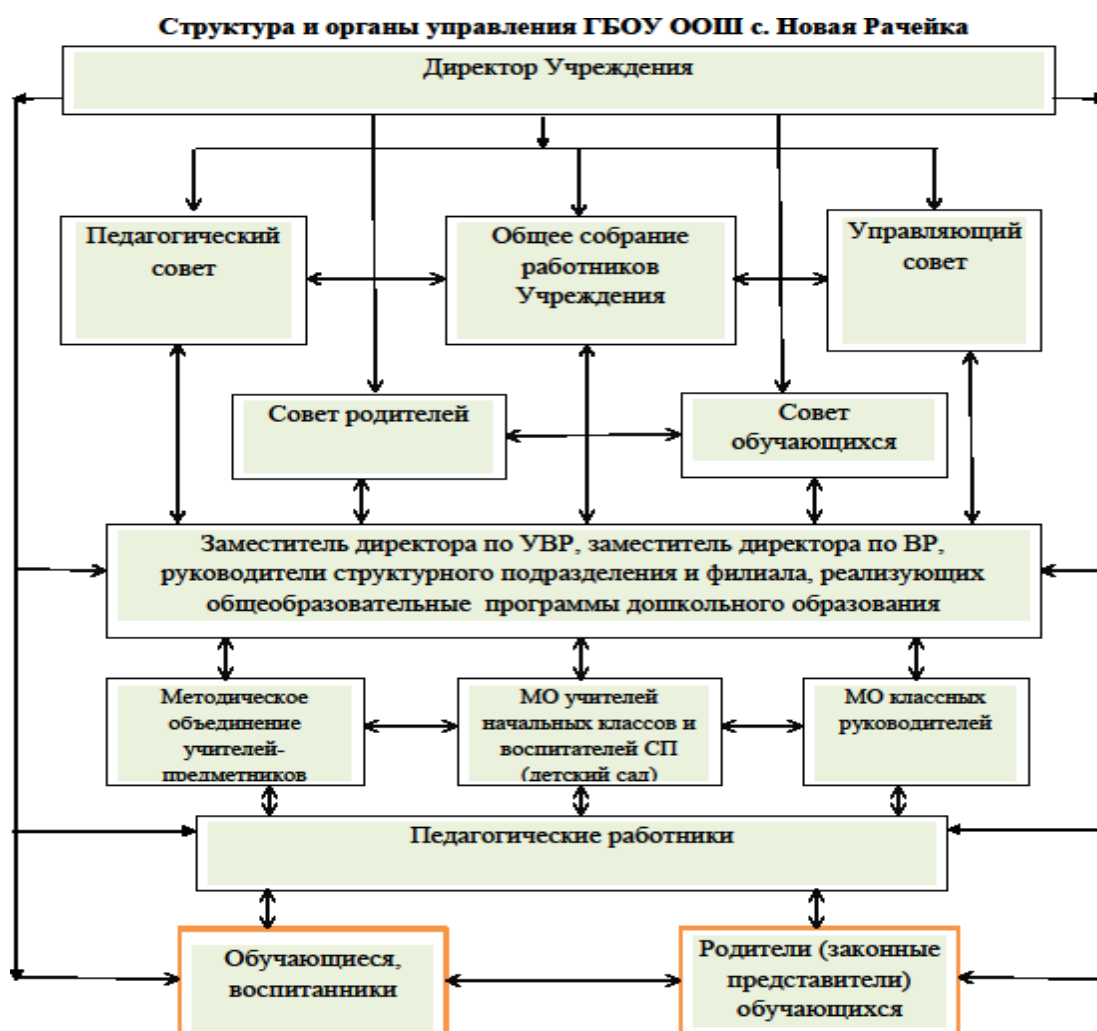 Структура и органы управления ГБОУ ООШ с. Новая Рачейка
Директор Учреждения
Педагогический
совет
Общее собрание
работников
Учреждения
Управляющий
совет
Совет родителей
Совет
обучающихся
Заместитель директора по УВР, заместитель директора по ВР,
руководители структурного подразделения и филиала, реализующих
общеобразовательные программы дошкольного образования
Методическое
объединение
учителей-
предметников
МО учителей
начальных классов и
воспитателей СП
(детский сад)
МО классных
руководителей
Педагогические работники
Обучающиеся,
воспитанники
Родители (законные
представители)
обучающихся